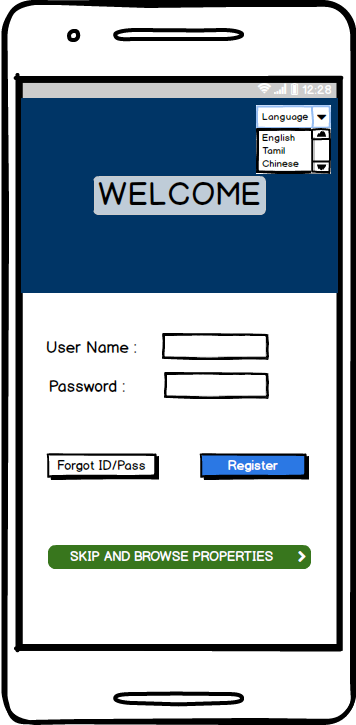 12:28
Language
English
Tamil
Chinese
WELCOME
User Name :
Password :
Forgot ID/Pass
Register
SKIP AND BROWSE PROPERTIES